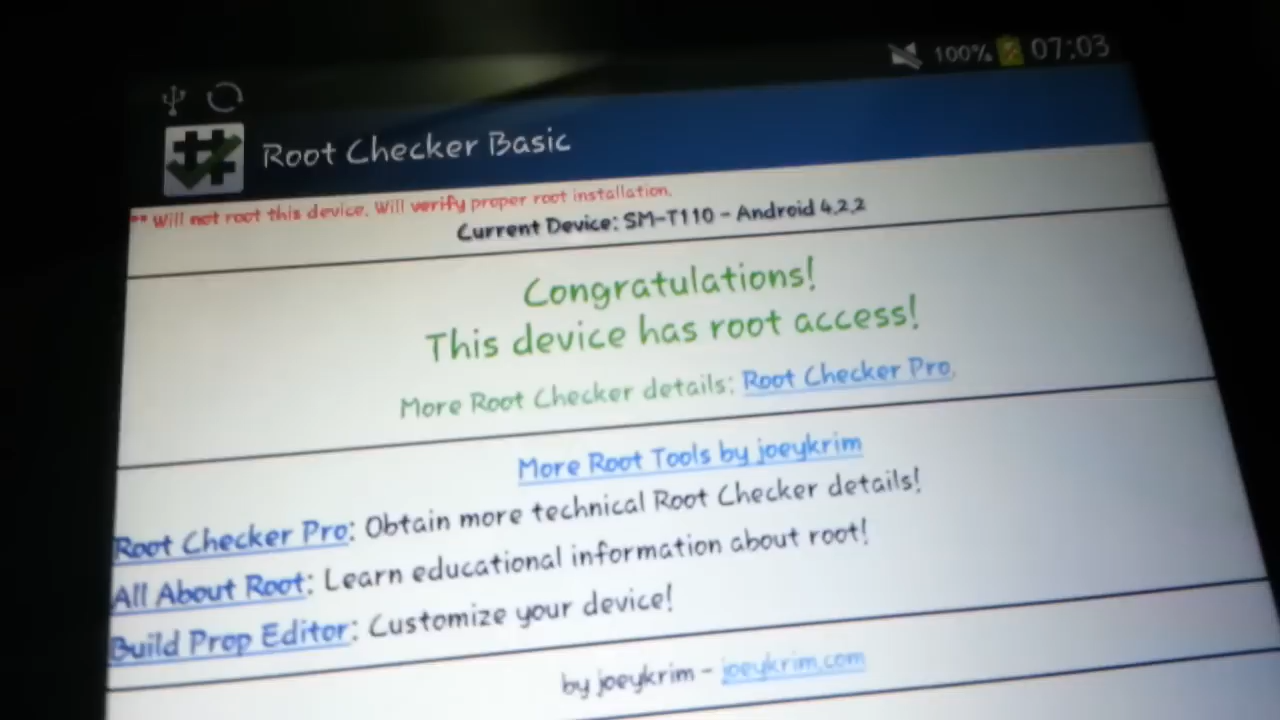 100% 07:03
Root Checker Basic
** Will not root this device. Will verify proper root installation.
Current Device: SM-T110 - Android 4.2.2
Congratulations!
This device has root access!
More Root Checker details: Root Checker Pro.
More Root Tools by joeykrim
Root Checker Pro: Obtain more technical Root Checker details!
All About Root: Learn educational information about root!
Build Prop Editor: Customize your device!
by joeykrim - joeykrim.com